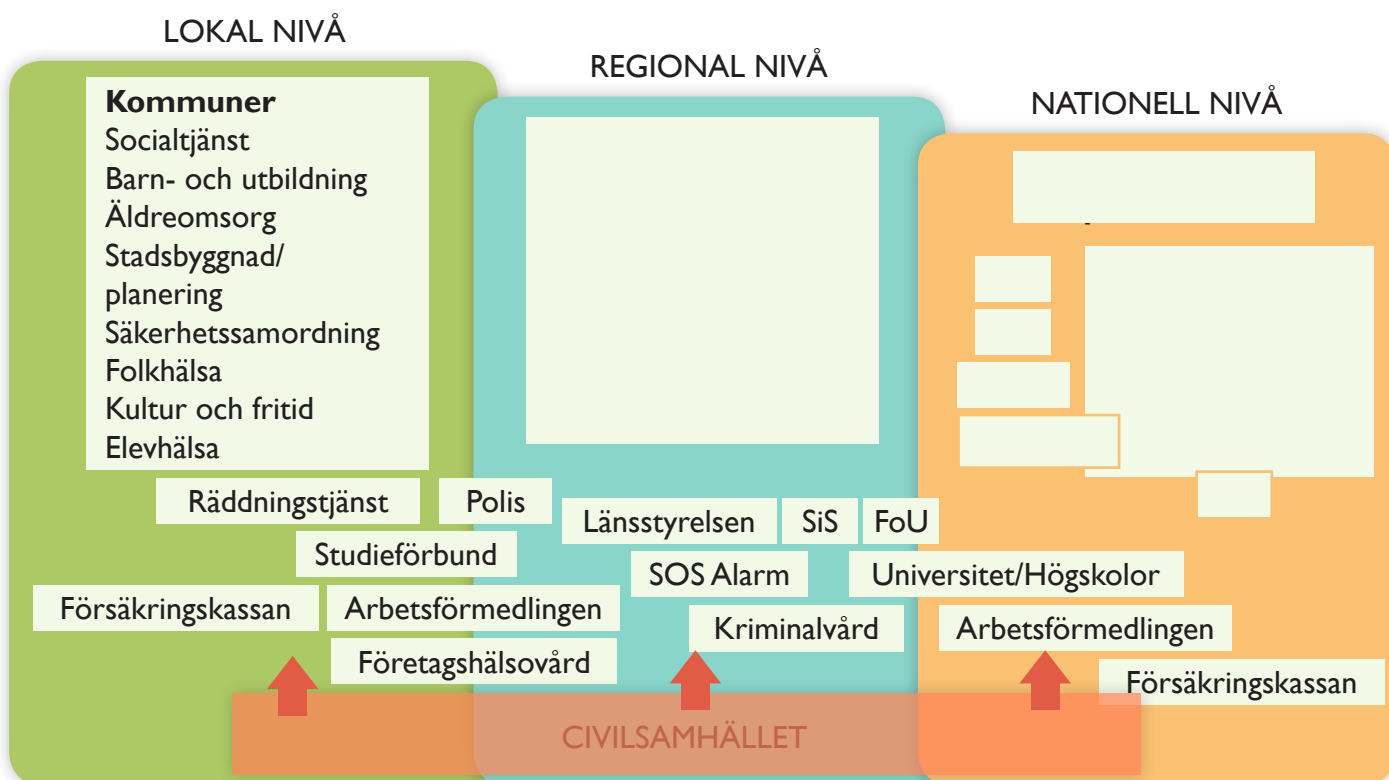 LOKAL NIVÅ
REGIONAL NIVÅ
NATIONELL NIVÅ
Kommuner
Socialtjänst
Barn- och utbildning
Äldreomsorg
Stadsbyggnad/
planering
Säkerhetssamordning
Folkhälsa
Kultur och fritid
Elevhälsa
Räddningstjänst
Polis
Länsstyrelsen
SiS
FoU
Studieförbund
SOS Alarm
Universitet/Högskolor
Försäkringskassan
Arbetsförmedlingen
Kriminalvård
Arbetsförmedlingen
Företagshälsovård
Försäkringskassan
CIVILSAMHÄLLET